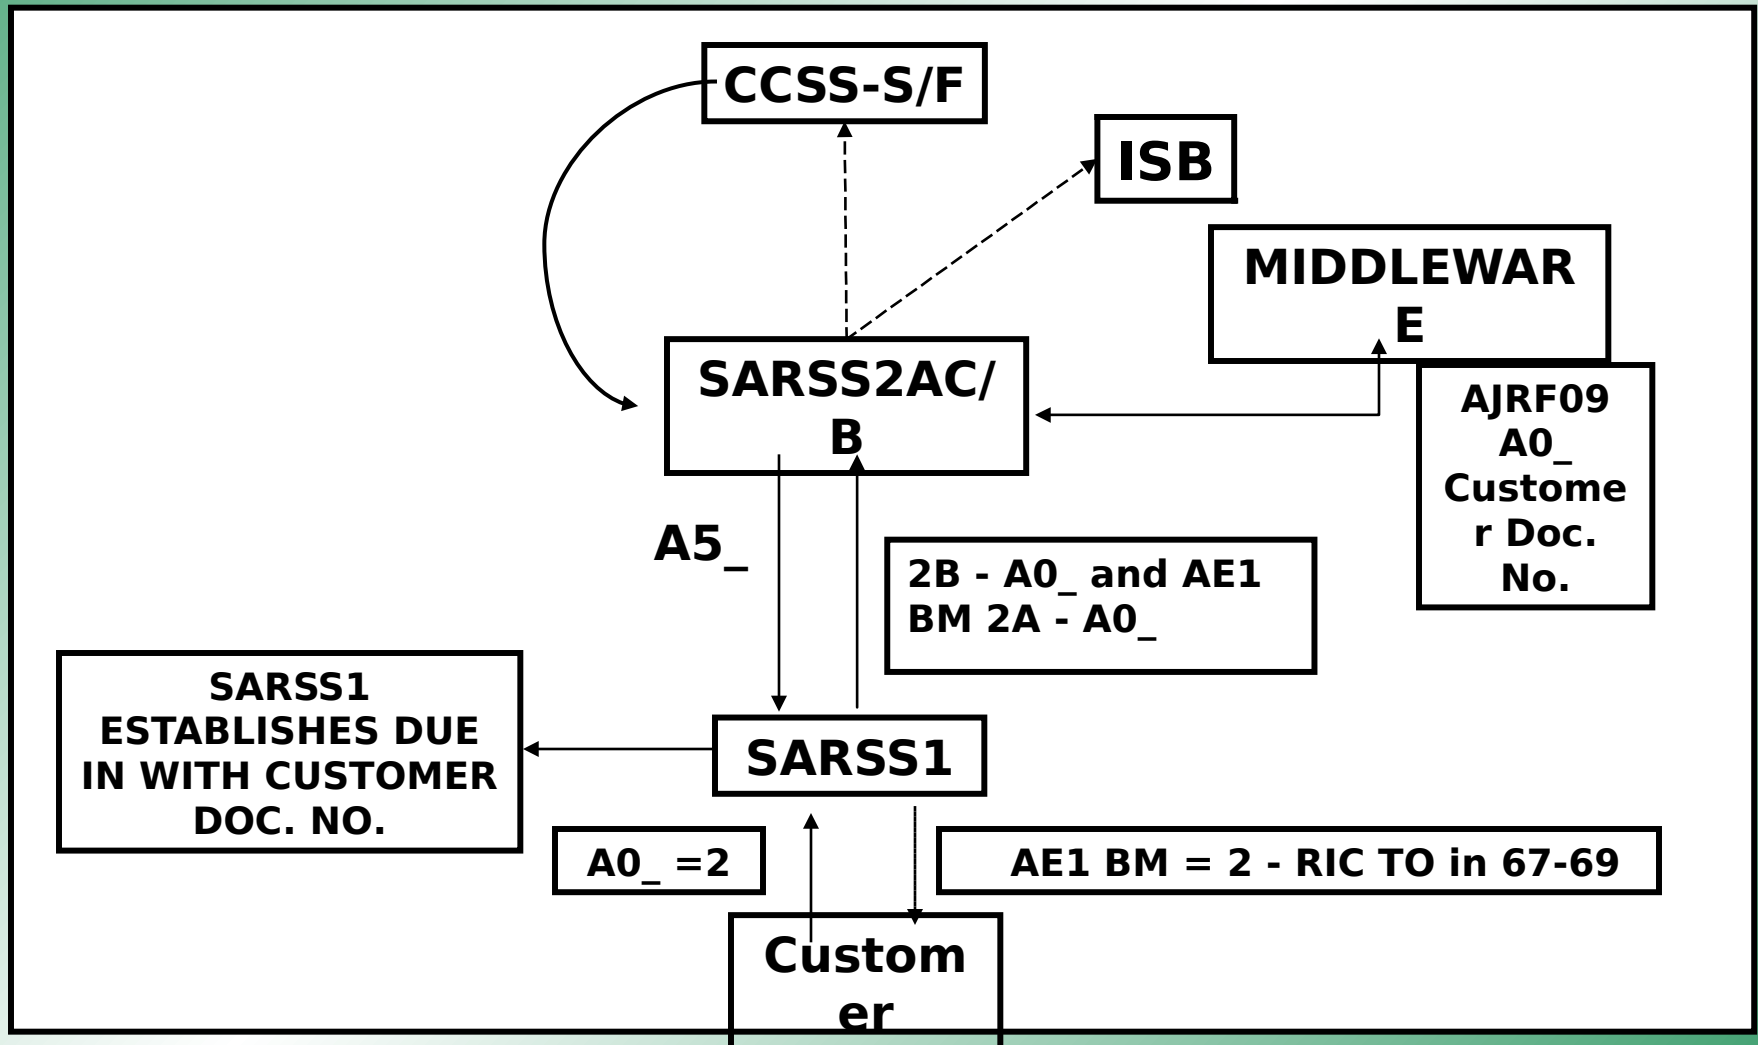 CCSS-S/F
ISB
MIDDLEWAR
E
SARSS2AC/
B
AJRF09
A0_
Custome
r Doc.
No.
A5_
2B - A0_ and AE1
BM 2A - A0_
SARSS1
ESTABLISHES DUE
IN WITH CUSTOMER
DOC. NO.
SARSS1
A0_ =2
AE1 BM = 2 - RIC TO in 67-69
Custom
er